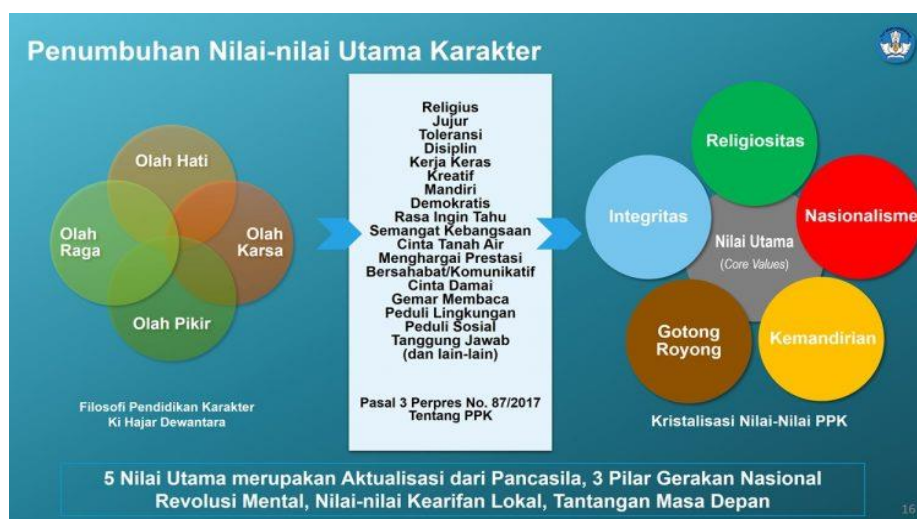 Penumbuhan Nilai-nilai Utama Karakter
Olah Hati
Olah
Raga
Olah
Karsa
Olah Pikir
Filosofi Pendidikan Karakter
Ki Hajar Dewantara
Religius
Jujur
Toleransi
Disiplin
Kerja Keras
Kreatif
Mandiri
Demokratis
Rasa Ingin Tahu
Semangat Kebangsaan
Cinta Tanah Air
Menghargai Prestasi
Bersahabat/Komunikatif
Cinta Damai
Gemar Membaca
Peduli Lingkungan
Peduli Sosial
Tanggung Jawab
(dan lain-lain)
Pasal 3 Perpres No. 87/2017
Tentang PPK
Religiositas
Integritas
Nasionalisme
Nilai Utama
(Core Values)
Gotong
Royong
Kemandirian
Kristalisasi Nilai-Nilai PPK
5 Nilai Utama merupakan Aktualisasi dari Pancasila, 3 Pilar Gerakan Nasional
Revolusi Mental, Nilai-nilai Kearifan Lokal, Tantangan Masa Depan
16